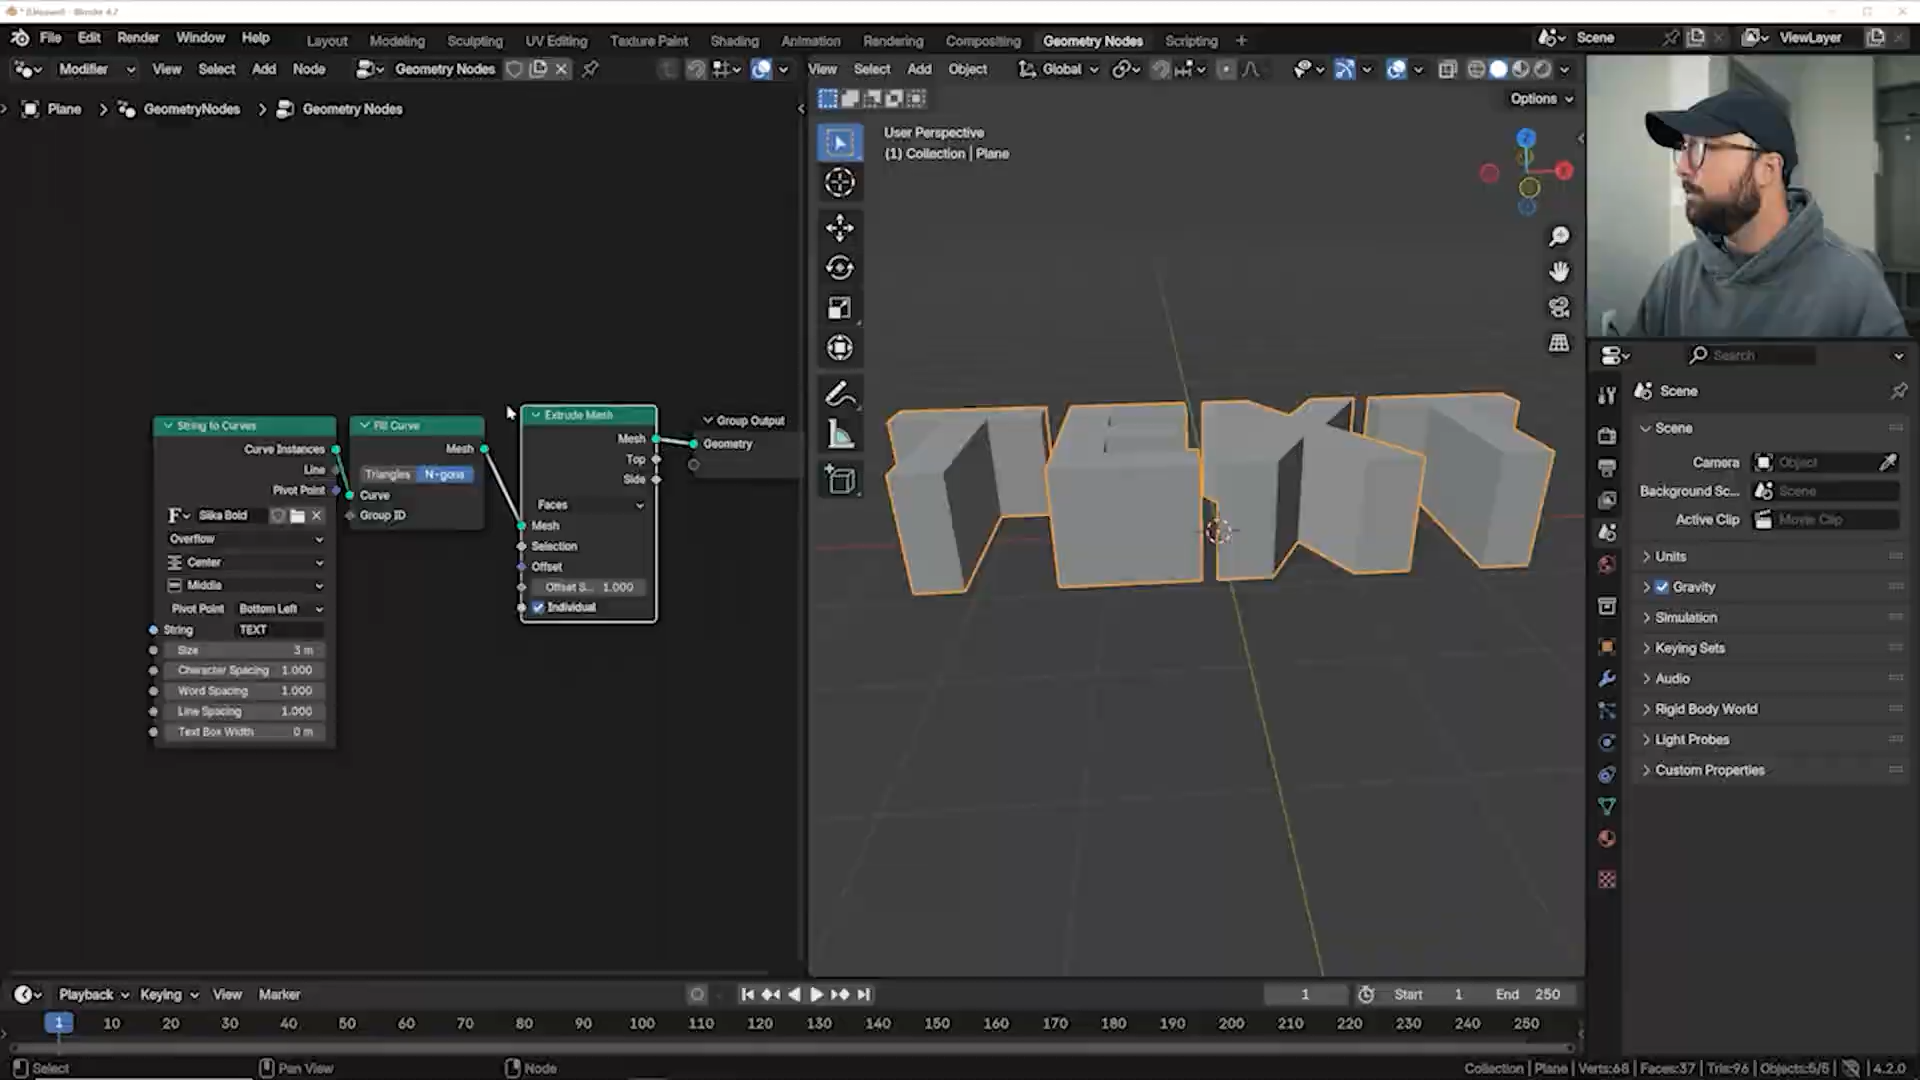 * (Unsaved) - Blender 4.2
File Edit Render Window Help Layout Modeling Sculpting UV Editing Texture Paint Shading Animation Rendering Compositing Geometry Nodes Scripting + Scene ViewLayer
Modifier View Select Add Node Geometry Nodes
View Select Add Object Global
Plane > GeometryNodes > Geometry Nodes
Options
User Perspective
(1) Collection | Plane
String to Curves
Curve Instances
Line
Pivot Point
Silka Bold
Overflow
Center
Middle
Pivot Point Bottom Left
String TEXT
Size 3 m
Character Spacing 1.000
Word Spacing 1.000
Line Spacing 1.000
Text Box Width 0 m
Fill Curve
Mesh
Triangles N-gons
Curve
Group ID
Extrude Mesh
Mesh
Top
Side
Faces
Mesh
Selection
Offset
Offset S... 1.000
Individual
Group Output
Geometry
TEXT
Search
Scene
Scene
Camera Object
Background Sc... Scene
Active Clip Movie Clip
Units
Gravity
Simulation
Keying Sets
Audio
Rigid Body World
Light Probes
Custom Properties
Playback Keying View Marker
1 Start 1 End 250
1 10 20 30 40 50 60 70 80 90 100 110 120 130 140 150 160 170 180 190 200 210 220 230 240 250
Select Pan View Node
Collection | Plane | Verts:68 | Faces:37 | Tris:96 | Objects:5/5 | 4.2.0